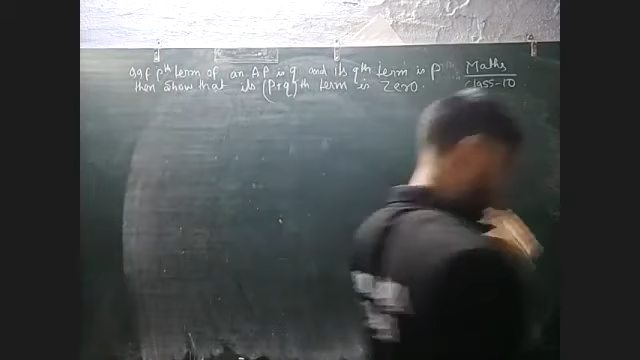 Q If pth term of an AP is q and its qth term is p
then show that its (p+q)th term is zero.
Maths
class-10